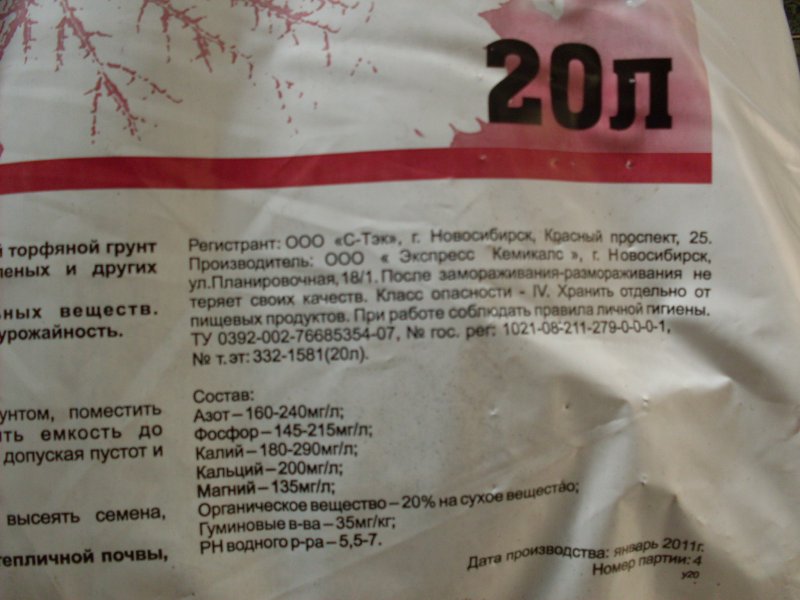 20л
й торфяной грунт
леных и других
ьных веществ.
урожайность.
унтом, поместить
ить емкость до
допуская пустот и
высеять семена,
тепличной почвы,
Регистрант: ООО «С-Тэк», г. Новосибирск, Красный проспект, 25.
Производитель: ООО « Экспресс Кемикалс », г. Новосибирск,
ул.Планировочная,18/1. После замораживания-размораживания не
теряет своих качеств. Класс опасности - IV. Хранить отдельно от
пищевых продуктов. При работе соблюдать правила личной гигиены.
ТУ 0392-002-76685354-07, № гос. рег: 1021-08-211-279-0-0-0-1,
№ т.эт: 332-1581(20л).
Состав:
Азот – 160-240мг/л;
Фосфор – 145-215мг/л;
Калий – 180-290мг/л;
Кальций – 200мг/л;
Магний – 135мг/л;
Органическое вещество – 20% на сухое вещество;
Гуминовые в-ва – 35мг/кг;
РН водного р-ра – 5,5-7.
Дата производства: январь 2011г.
Номер партии: 4
у20